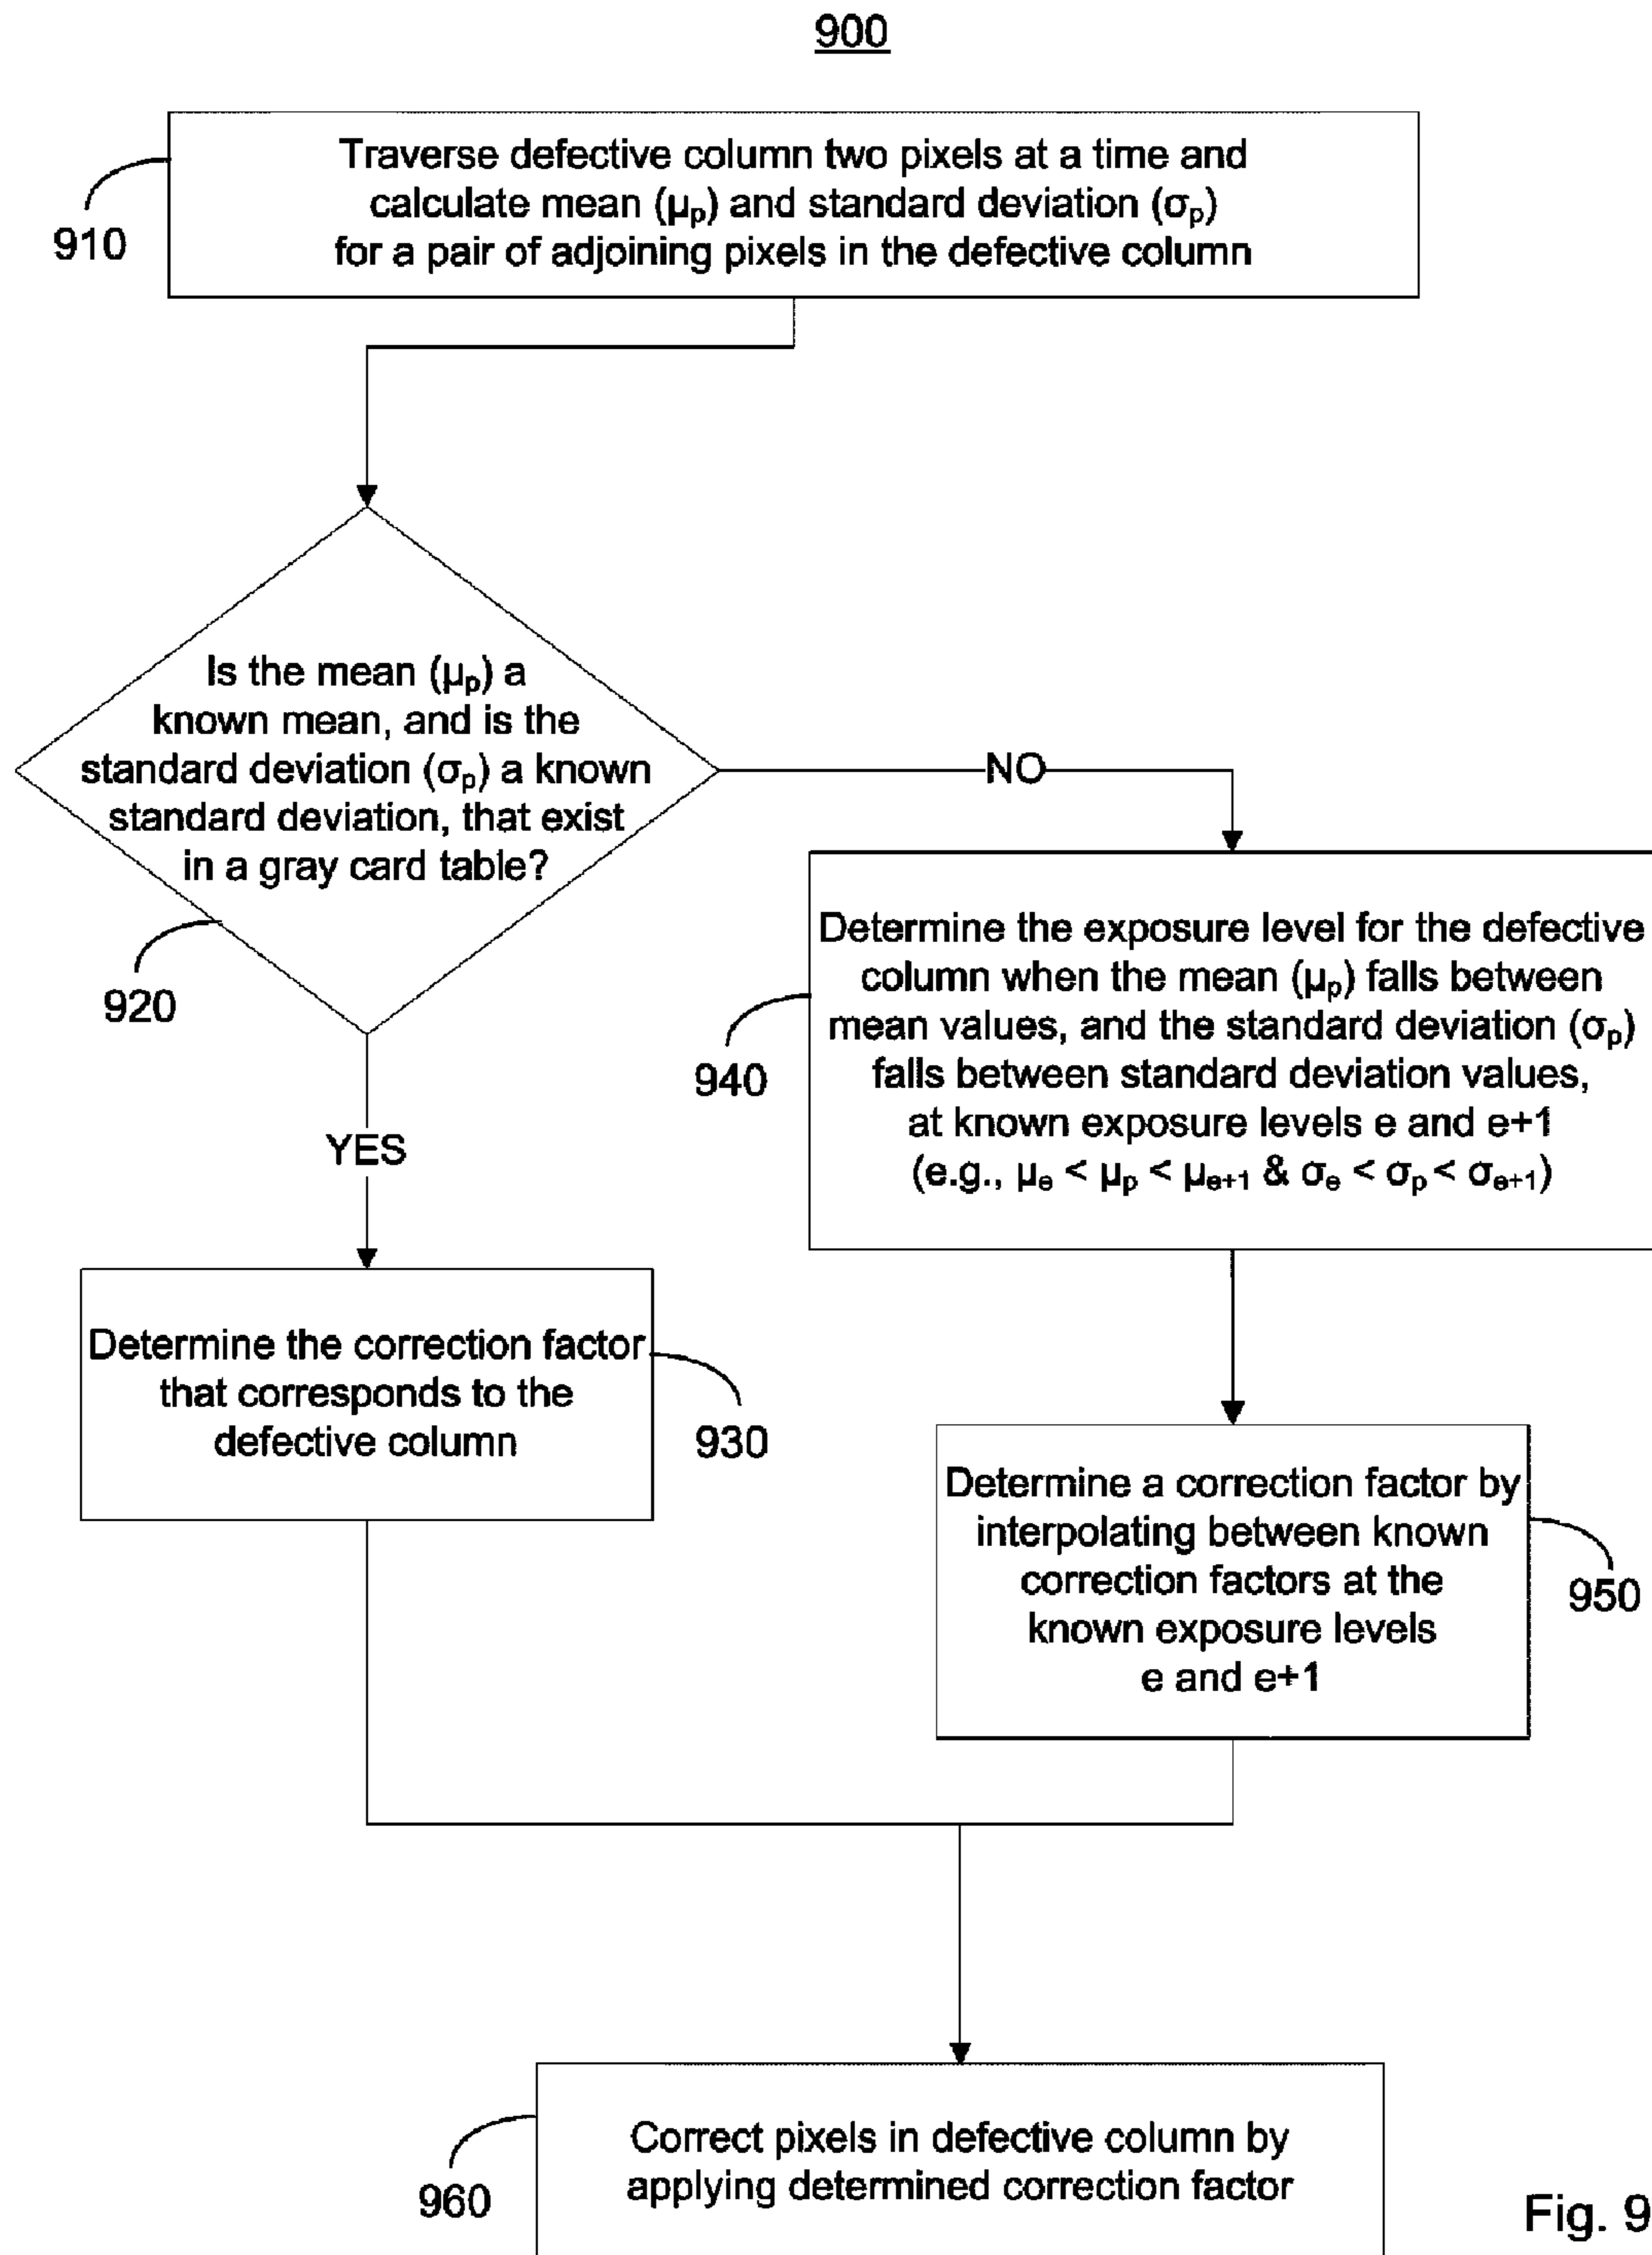 900
Traverse defective column two pixels at a time and
calculate mean (μₚ) and standard deviation (σₚ)
for a pair of adjoining pixels in the defective column
910
Is the mean (μₚ) a
known mean, and is the
standard deviation (σₚ) a known
standard deviation, that exist
in a gray card table?
920
NO
YES
Determine the exposure level for the defective
column when the mean (μₚ) falls between
mean values, and the standard deviation (σₚ)
falls between standard deviation values,
at known exposure levels e and e+1
(e.g., μₑ < μₚ < μₑ₊₁ & σₑ < σₚ < σₑ₊₁)
940
Determine the correction factor
that corresponds to the
defective column
930
Determine a correction factor by
interpolating between known
correction factors at the
known exposure levels
e and e+1
950
Correct pixels in defective column by
applying determined correction factor
960
Fig. 9